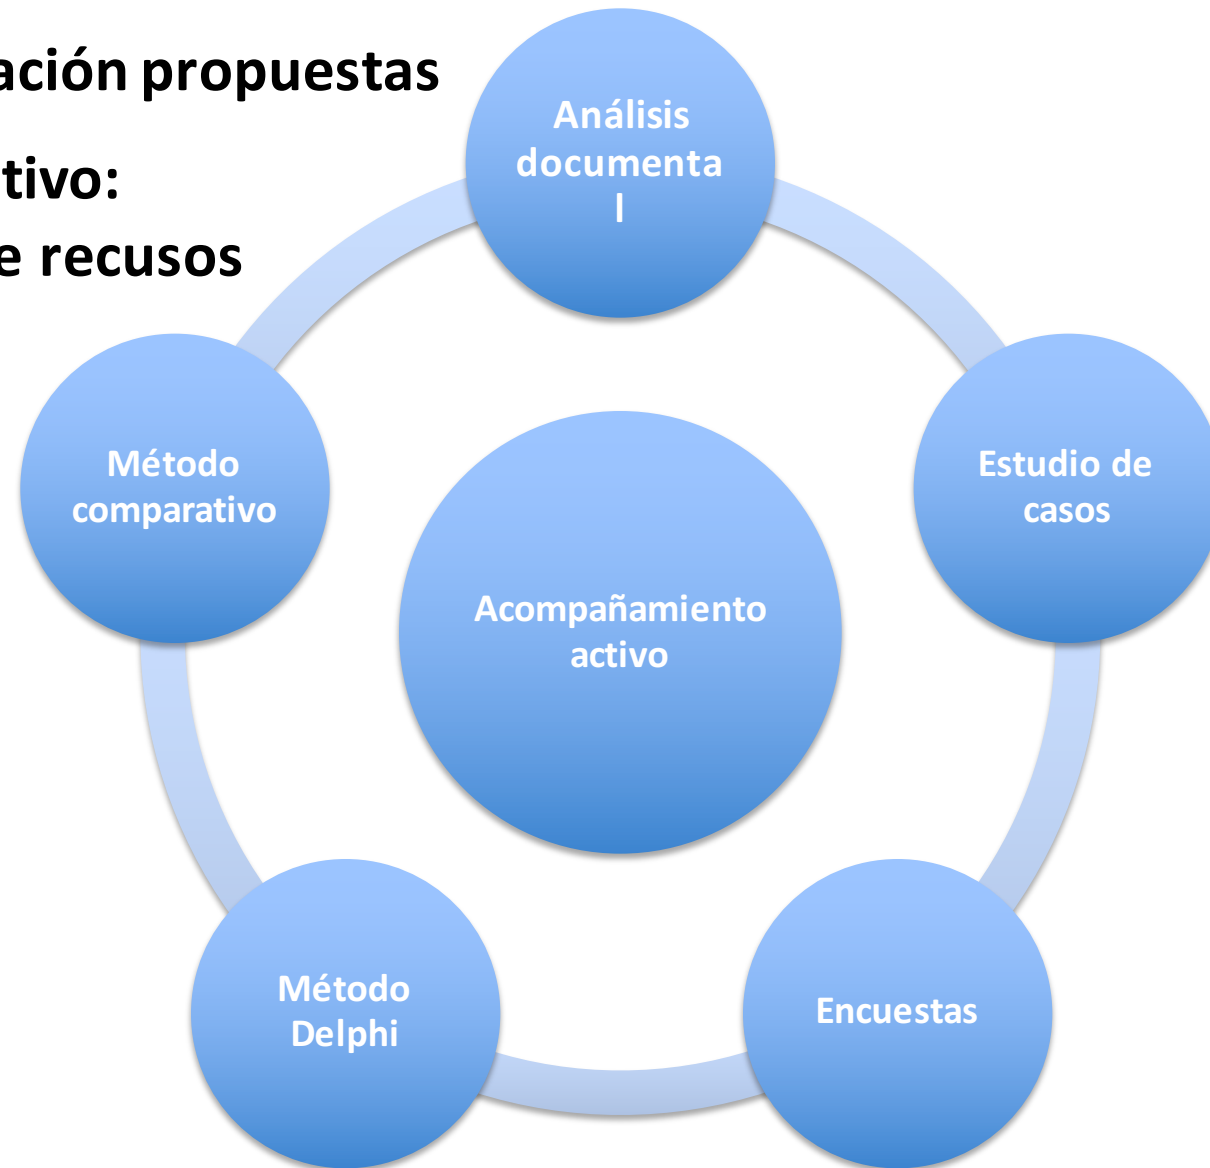 ación propuestas
tivo:
e recusos
Análisis
documenta
l
Método
comparativo
Estudio de
casos
Acompañamiento
activo
Método
Delphi
Encuestas